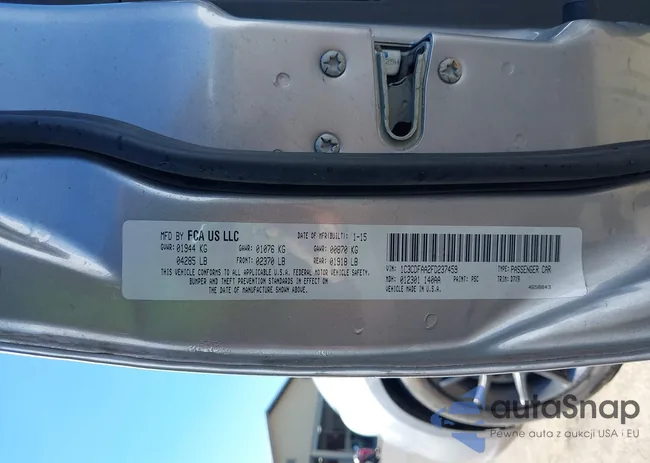 MFD BY FCA US LLC DATE OF MFR(BUILT): 1-15
GVWR: 01944 KG GAWR: 01076 KG GAWR: 00870 KG
04285 LB FRONT: 02370 LB REAR: 01918 LB
THIS VEHICLE CONFORMS TO ALL APPLICABLE U.S.A. FEDERAL MOTOR VEHICLE SAFETY,
BUMPER AND THEFT PREVENTION STANDARDS IN EFFECT ON
THE DATE OF MANUFACTURE SHOWN ABOVE.
VIN: 1C3CDFAA2FD237459 TYPE: PASSENGER CAR
MDH: 012301 140AA PAINT: PSC TRIM: D7X9
VEHICLE MADE IN U.S.A.
autoSnap
Pewne auta z aukcji USA i EU